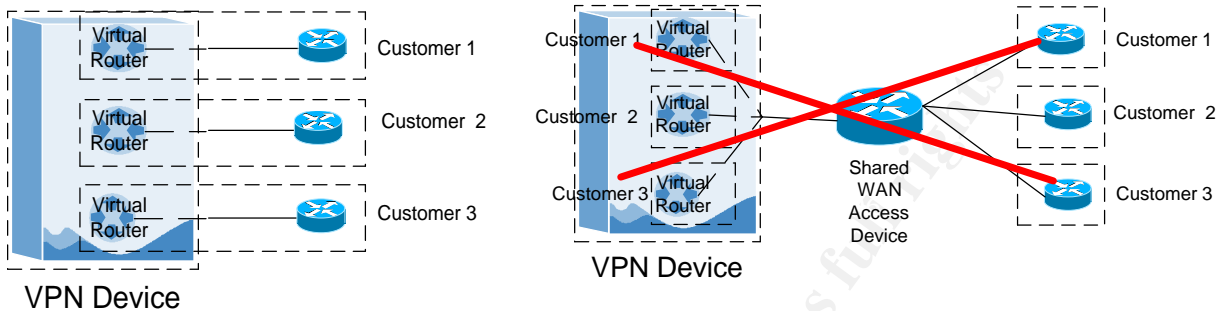 Virtual
Router
Customer 1
Virtual
Router
Customer 2
Virtual
Router
Customer 3
VPN Device
Customer 1
Virtual
Router
Customer 2
Virtual
Router
Customer 3
Virtual
Router
VPN Device
Shared
WAN
Access
Device
Customer 1
Customer 2
Customer 3
full rights